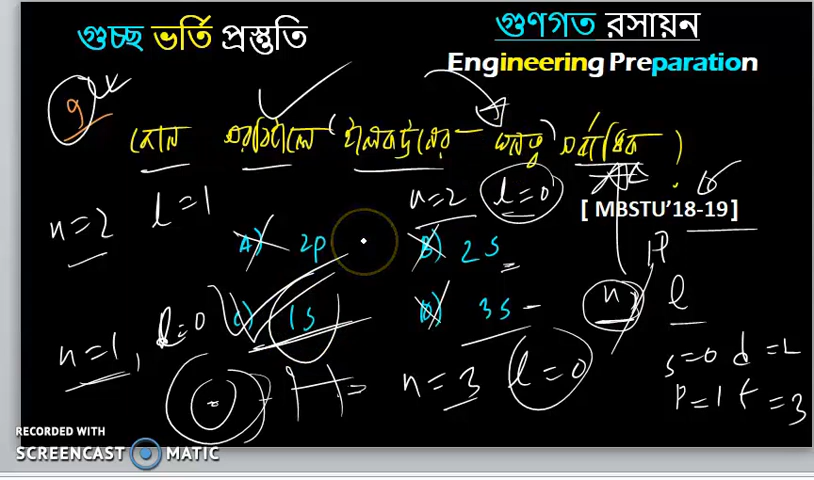 গুচ্ছ ভর্তি প্রস্তুতি
গুণগত রসায়ন
Engineering Preparation
কোন অরবিটালে ইলেকট্রনের ঘনত্ব সর্বাধিক
[ MBSTU'18-19]
n=2 l=1
n=2 l=0
A) 2p
B) 2s
C) 1s
D) 3s
n=1, l=0
n=3 l=0
n, l
s=0 d=2
p=1 f=3
RECORDED WITH
SCREENCAST MATIC